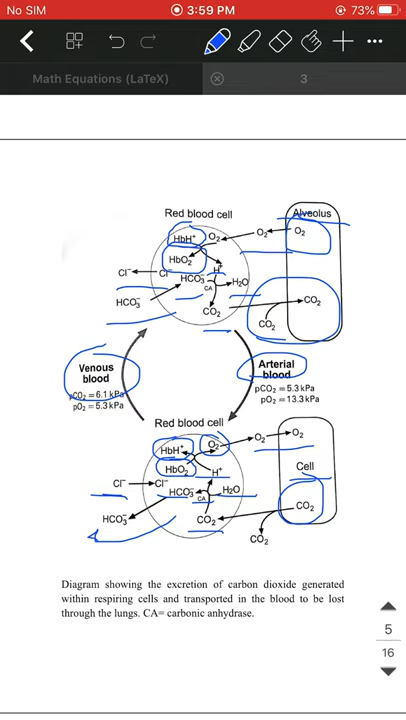 No SIM
3:59 PM
73%
Math Equations (LaTeX)
3
Red blood cell
Alveolus
HbH⁺
O₂
O₂
O₂
HbO₂
H⁺
Cl⁻
Cl⁻
HCO₃⁻
CA
H₂O
HCO₃⁻
CO₂
CO₂
CO₂
Venous
blood
pCO₂ = 6.1 kPa
pO₂ = 5.3 kPa
Arterial
blood
pCO₂ = 5.3 kPa
pO₂ = 13.3 kPa
Red blood cell
HbH⁺
O₂
O₂
O₂
HbO₂
H⁺
Cell
Cl⁻
Cl⁻
HCO₃⁻
CA
H₂O
CO₂
HCO₃⁻
CO₂
CO₂
Diagram showing the excretion of carbon dioxide generated
within respiring cells and transported in the blood to be lost
through the lungs. CA= carbonic anhydrase.
5
16